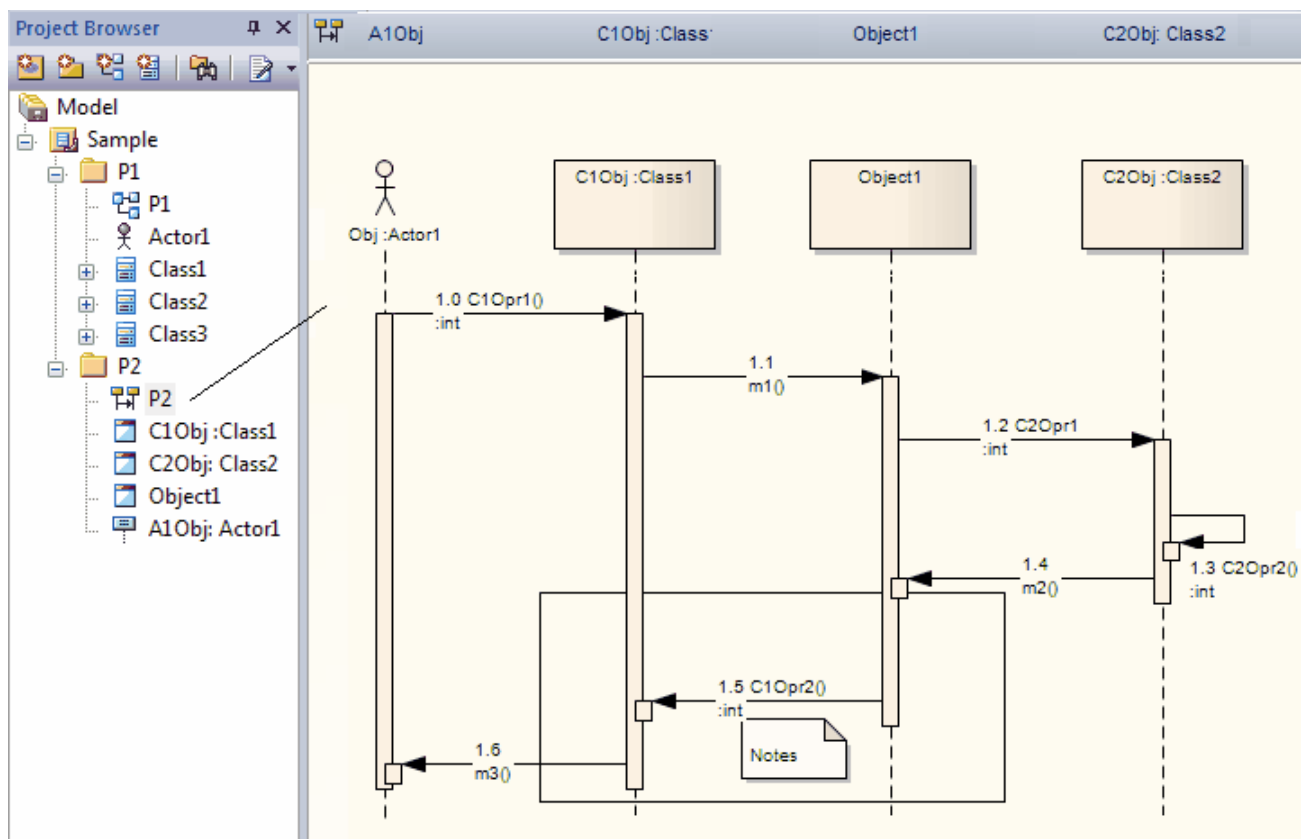 Project Browser
A1Obj C1Obj :Class Object1 C2Obj: Class2
Model
Sample
P1
P1
Actor1
Class1
Class2
Class3
P2
P2
C1Obj :Class1
C2Obj: Class2
Object1
A1Obj: Actor1
Obj :Actor1
C1Obj :Class1
Object1
C2Obj :Class2
1.0 C1Opr1()
:int
1.1
m1()
1.2 C2Opr1
:int
1.3 C2Opr2()
:int
1.4
m2()
1.5 C1Opr2()
:int
Notes
1.6
m3()